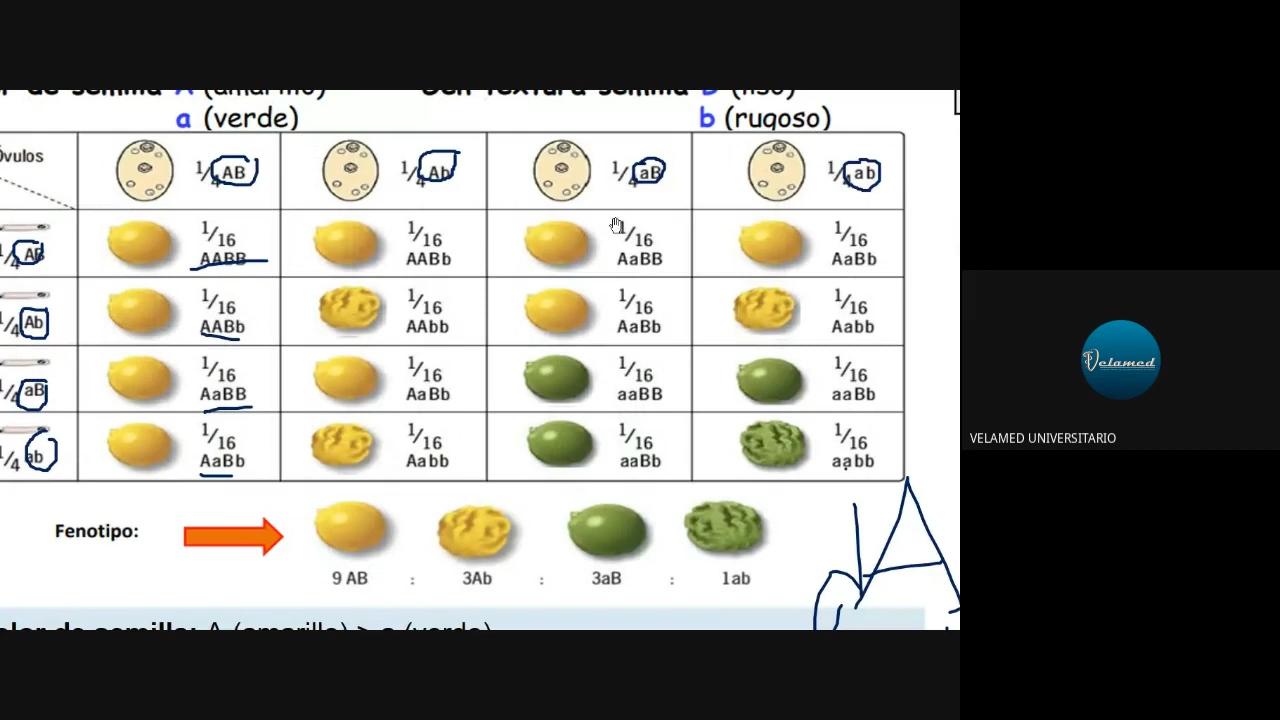 (amarillo)
a (verde)
b (rugoso)
Óvulos
1/4 AB 1/4 Ab 1/4 aB 1/4 ab
1/4 AB
1/16 1/16 1/16 1/16
AABB AABb AaBB AaBb
1/4 Ab
1/16 1/16 1/16 1/16
AABb AAbb AaBb Aabb
1/4 aB
1/16 1/16 1/16 1/16
AaBB AaBb aaBB aaBb
1/4 ab
1/16 1/16 1/16 1/16
AaBb Aabb aaBb aabb
Fenotipo:
9 AB : 3Ab : 3aB : 1ab
A (amarillo) > a (verde)
Velamed
VELAMED UNIVERSITARIO